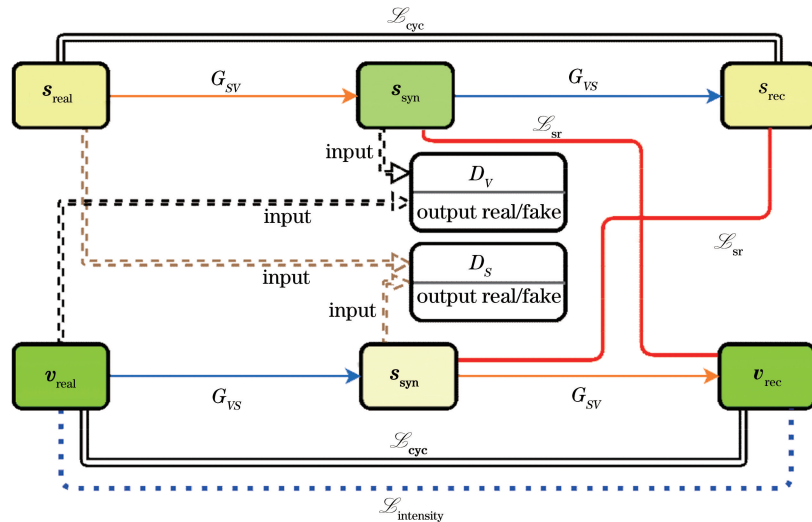 ℒcyc
sreal
GSV
ssyn
GVS
srec
ℒsr
input
DV
output real/fake
input
ℒsr
DS
input
output real/fake
input
vreal
GVS
ssyn
GSV
vrec
ℒcyc
ℒintensity